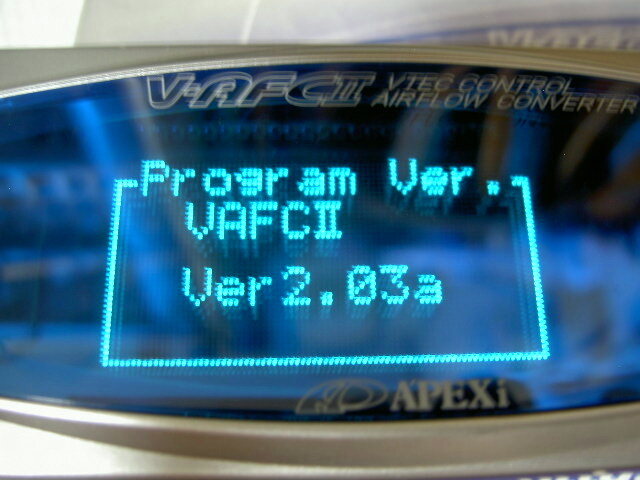 V-AFCII VTEC CONTROL
AIRFLOW CONVERTER
Program Ver.
VAFCII
Ver2.03a
APEXi